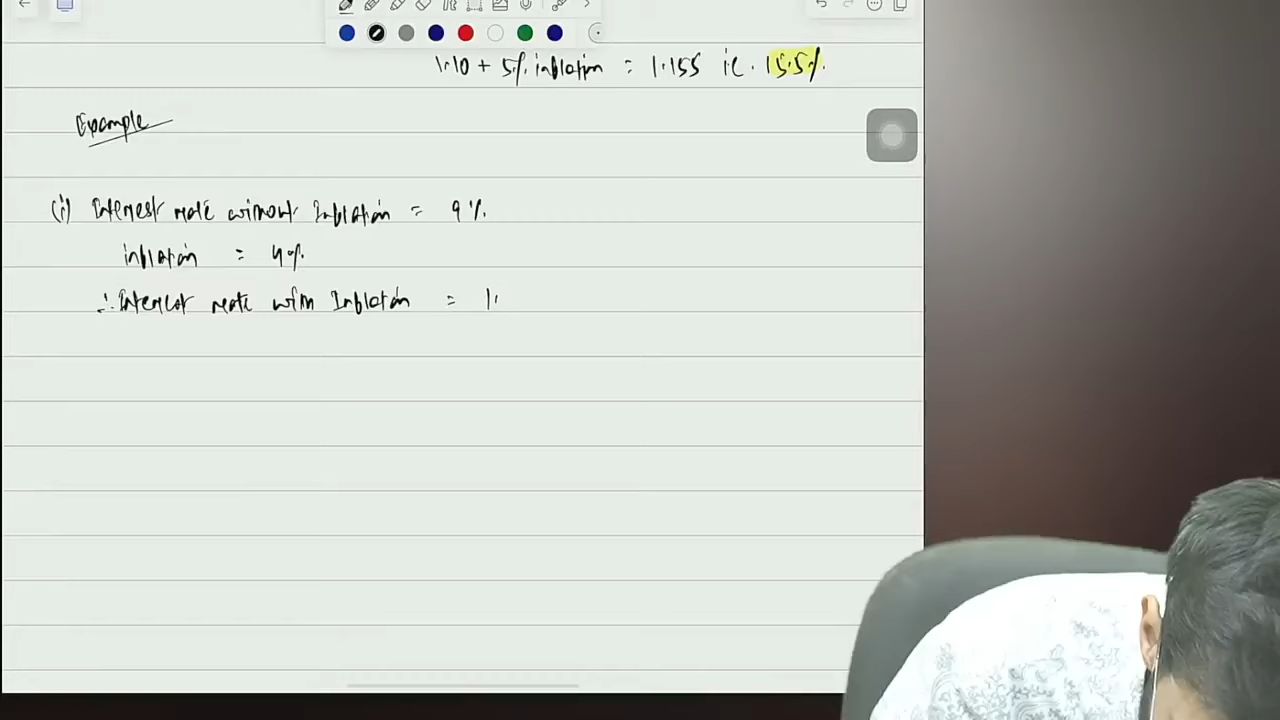 1.10 + 5% inflation = 1.155 i.e. 15.5%.
Example
(i) Interest rate without Inflation = 9%.
inflation = 4%
∴ Interest rate with Inflation = 1.